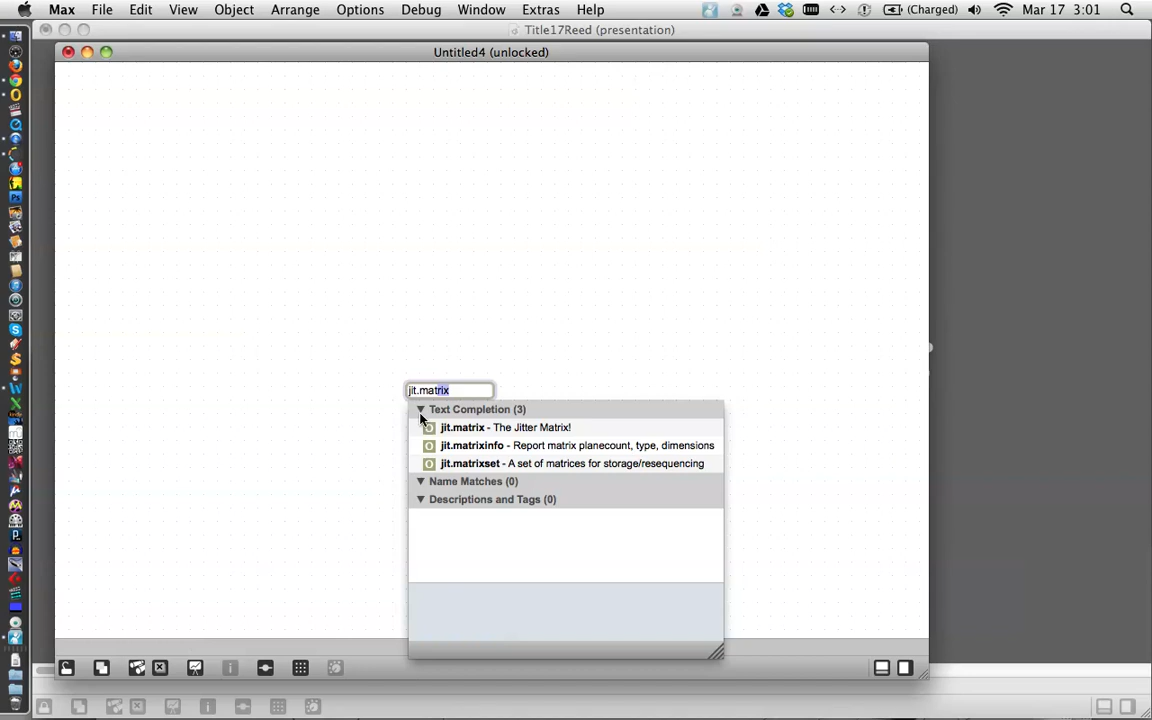 Max File Edit View Object Arrange Options Debug Window Extras Help (Charged) Mar 17 3:01
Title17Reed (presentation)
Untitled4 (unlocked)
jit.matrix
Text Completion (3)
jit.matrix - The Jitter Matrix!
jit.matrixinfo - Report matrix planecount, type, dimensions
jit.matrixset - A set of matrices for storage/resequencing
Name Matches (0)
Descriptions and Tags (0)